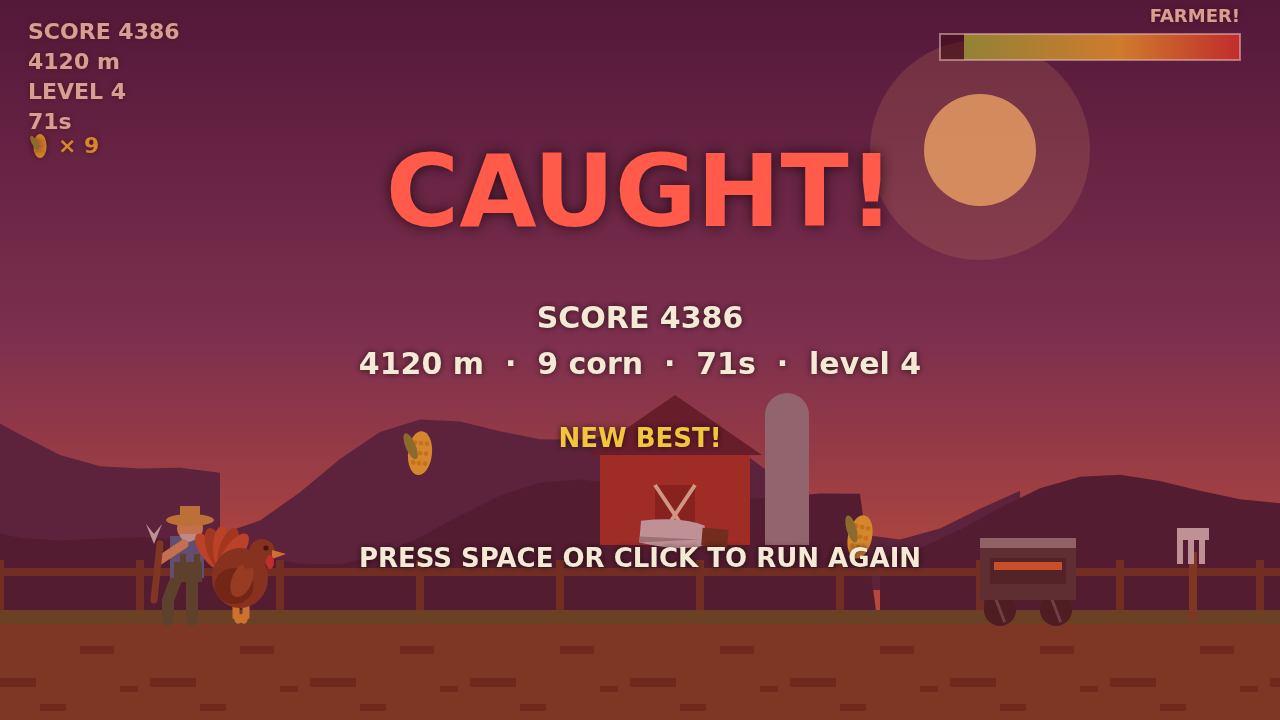 SCORE 4386
4120 m
LEVEL 4
71s
× 9
FARMER!
CAUGHT!
SCORE 4386
4120 m · 9 corn · 71s · level 4
NEW BEST!
PRESS SPACE OR CLICK TO RUN AGAIN